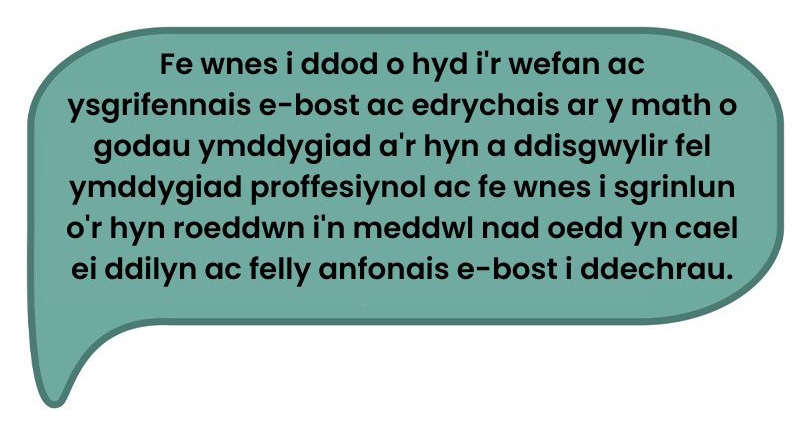 Fe wnes i ddod o hyd i'r wefan ac
ysgrifennais e-bost ac edrychais ar y math o
godau ymddygiad a'r hyn a ddisgwylir fel
ymddygiad proffesiynol ac fe wnes i sgrinlun
o'r hyn roeddwn i'n meddwl nad oedd yn cael
ei ddilyn ac felly anfonais e-bost i ddechrau.